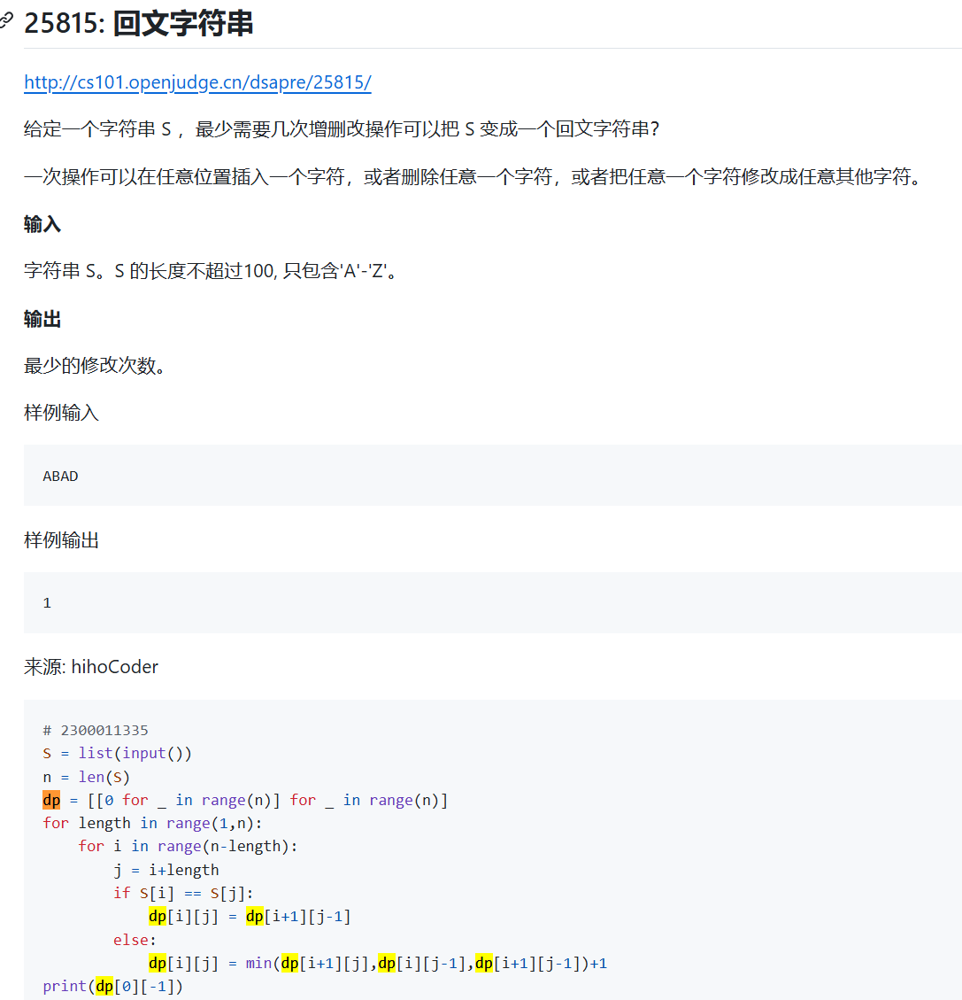 25815: 回文字符串
http://cs101.openjudge.cn/dsapre/25815/
给定一个字符串 S ，最少需要几次增删改操作可以把 S 变成一个回文字符串？
一次操作可以在任意位置插入一个字符，或者删除任意一个字符，或者把任意一个字符修改成任意其他字符。
输入
字符串 S。S 的长度不超过100, 只包含'A'-'Z'。
输出
最少的修改次数。
样例输入
ABAD
样例输出
1
来源: hihoCoder
# 2300011335
S = list(input())
n = len(S)
dp = [[0 for _ in range(n)] for _ in range(n)]
for length in range(1,n):
    for i in range(n-length):
        j = i+length
        if S[i] == S[j]:
            dp[i][j] = dp[i+1][j-1]
        else:
            dp[i][j] = min(dp[i+1][j],dp[i][j-1],dp[i+1][j-1])+1
print(dp[0][-1])